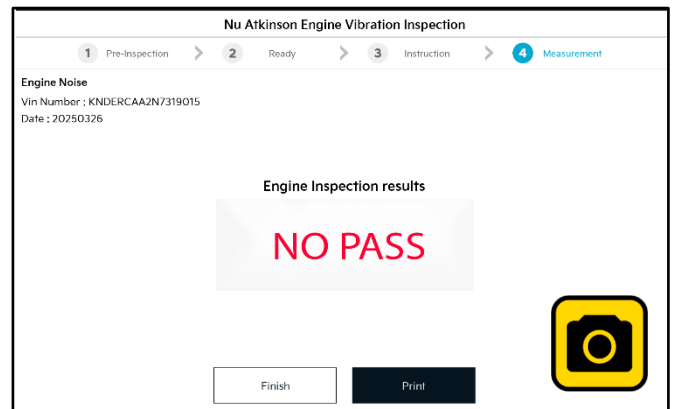 Nu Atkinson Engine Vibration Inspection
1 Pre-Inspection > 2 Ready > 3 Instruction > 4 Measurement
Engine Noise
Vin Number : KNDERCAA2N7319015
Date : 20250326
Engine Inspection results
NO PASS
Finish Print